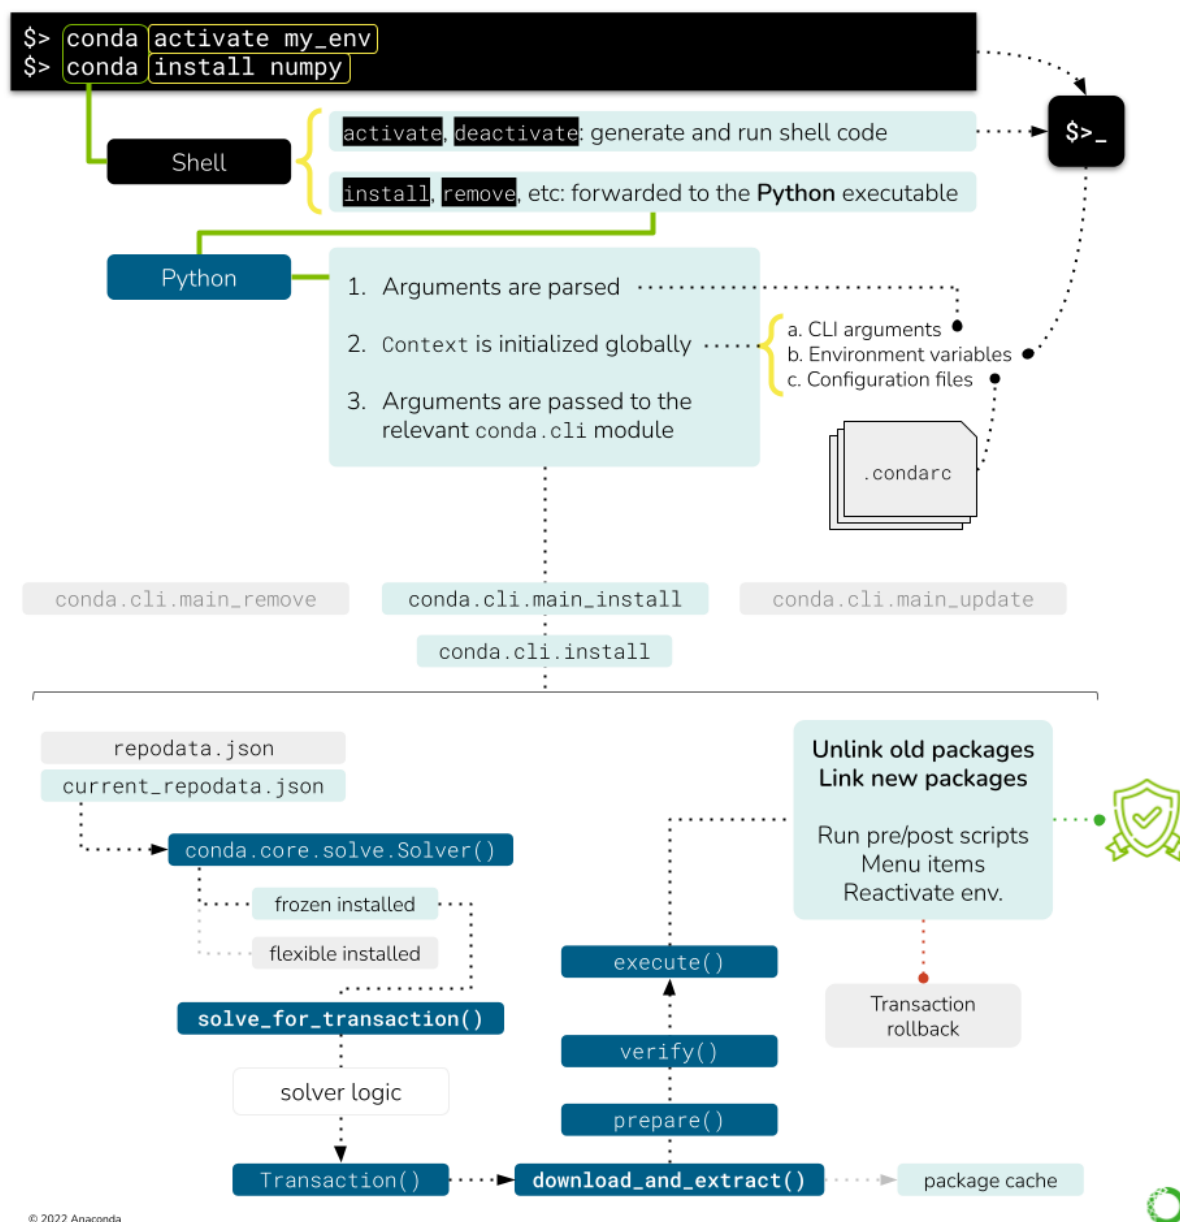 $> conda activate my_env
$> conda install numpy
$>_
Shell
activate, deactivate: generate and run shell code
install, remove, etc: forwarded to the Python executable
Python
1. Arguments are parsed
2. Context is initialized globally
3. Arguments are passed to the
relevant conda.cli module
a. CLI arguments
b. Environment variables
c. Configuration files
.condarc
conda.cli.main_remove
conda.cli.main_install
conda.cli.main_update
conda.cli.install
repodata.json
current_repodata.json
conda.core.solve.Solver()
frozen installed
flexible installed
solve_for_transaction()
solver logic
Transaction()
download_and_extract()
package cache
prepare()
verify()
execute()
Unlink old packages
Link new packages
Run pre/post scripts
Menu items
Reactivate env.
Transaction
rollback
© 2022 Anaconda